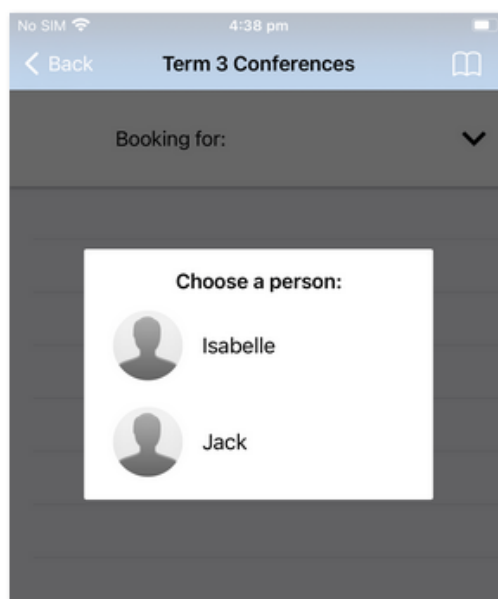 No SIM 4:38 pm
Back Term 3 Conferences
Booking for:
Choose a person:
Isabelle
Jack